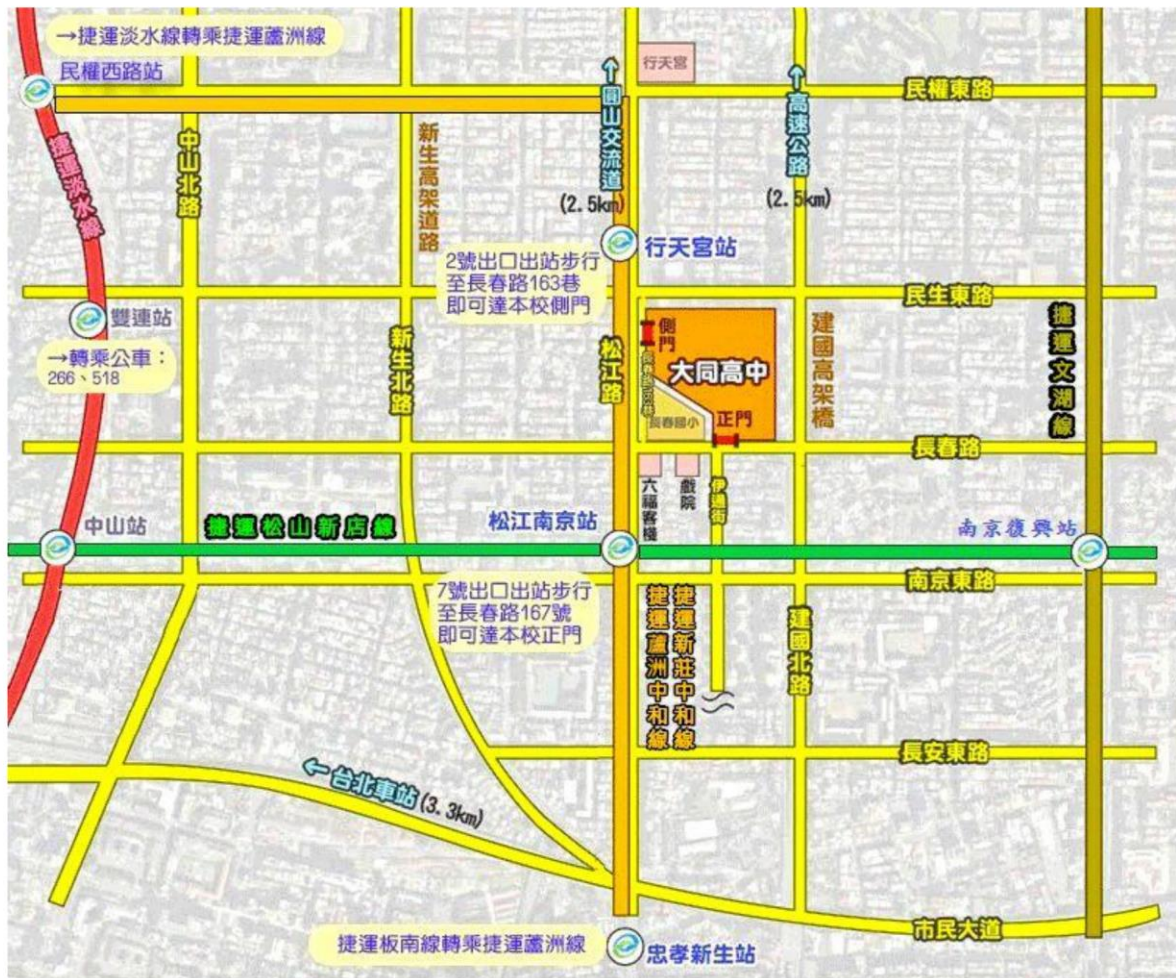 →捷運淡水線轉乘捷運蘆洲線
民權西路站
行天宮
民權東路
↑圓山交流道
(2.5km)
↑高速公路
(2.5km)
捷運淡水線
中山北路
新生高架道路
行天宮站
2號出口出站步行
至長春路163巷
即可達本校側門
民生東路
雙連站
→轉乘公車：
266、518
新生北路
松江路
側門
大同高中
長春國小
正門
建國高架橋
捷運文湖線
長春路
六福客棧
戲院
伊通街
中山站
捷運松山新店線
松江南京站
南京復興站
南京東路
7號出口出站步行
至長春路167號
即可達本校正門
捷運蘆洲中和線
捷運新莊中和線
建國北路
長安東路
←台北車站(3.3km)
市民大道
捷運板南線轉乘捷運蘆洲線
忠孝新生站